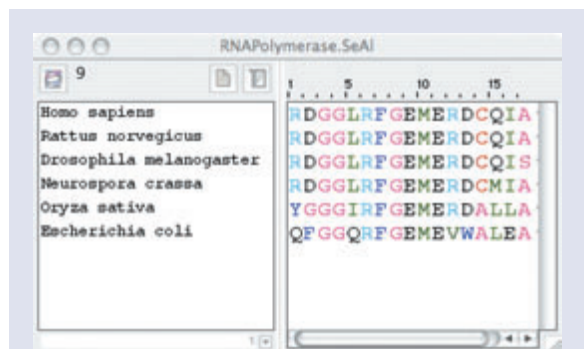 RNAPolymerase.SeAl
9
1 5 10 15
Homo sapiens RDGGLRFGEMERDCQIA
Rattus norvegicus RDGGLRFGEMERDCQIA
Drosophila melanogaster RDGGLRFGEMERDCQIS
Neurospora crassa RDGGLRFGEMERDCMIA
Oryza sativa YGGGIRFGEMERDALLA
Escherichia coli QFGGQRFGEMEVWALEA